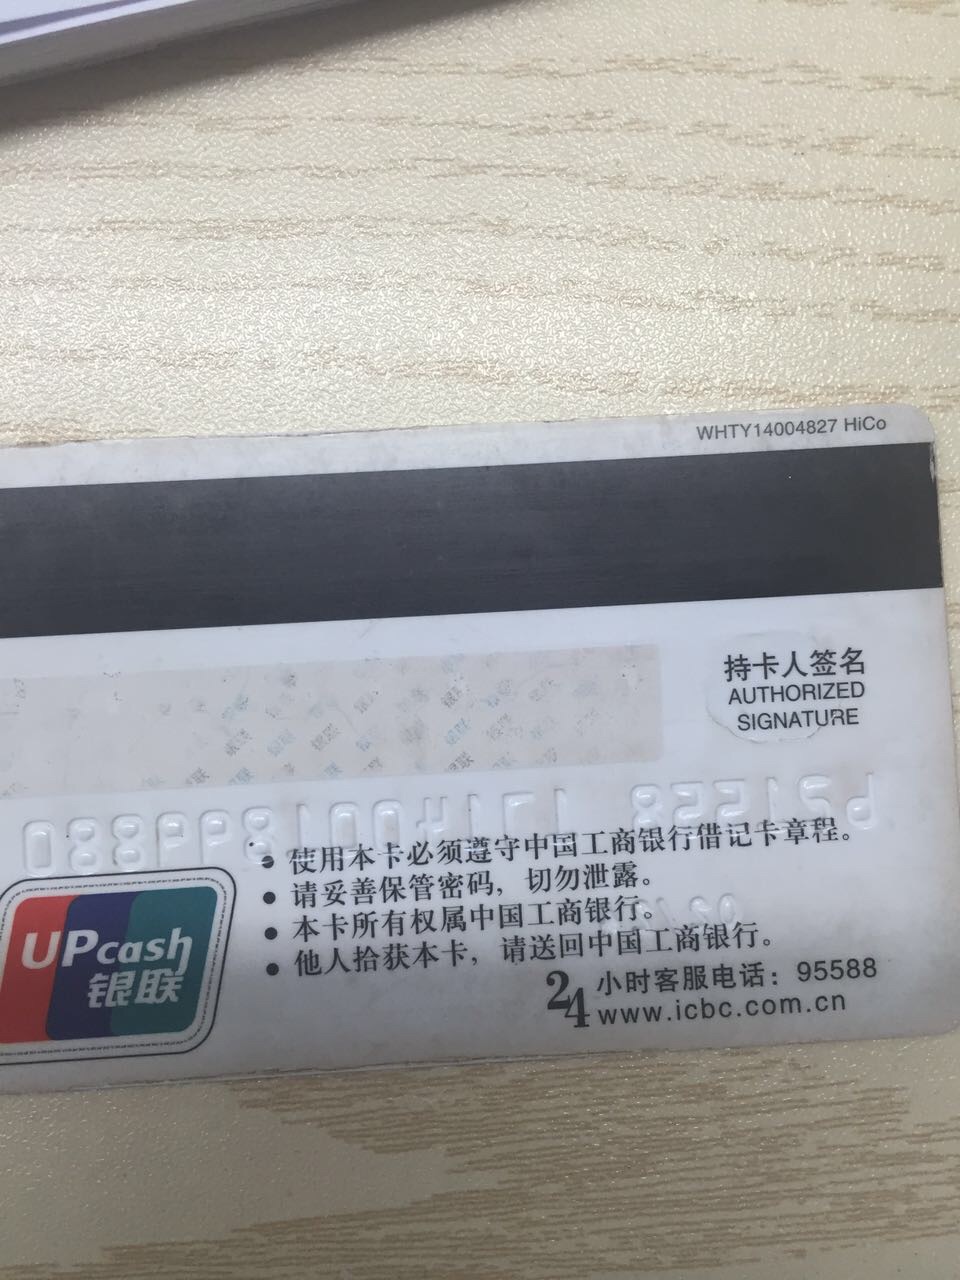 WHTY14004827 HiCo
持卡人签名
AUTHORIZED
SIGNATURE
使用本卡必须遵守中国工商银行借记卡章程。
请妥善保管密码，切勿泄露。
本卡所有权属中国工商银行。
他人拾获本卡，请送回中国工商银行。
UPcash
银联
24小时客服电话：95588
www.icbc.com.cn